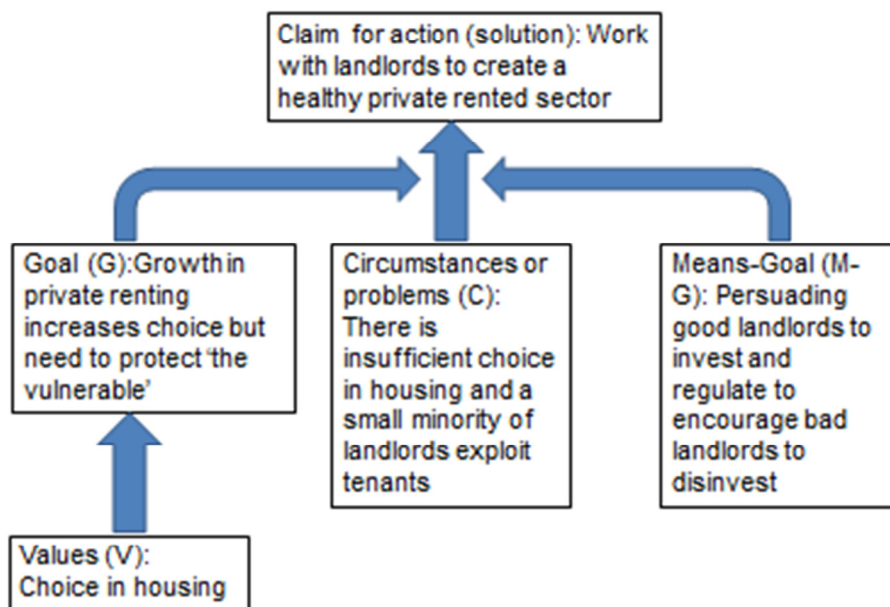 Claim for action (solution): Work
with landlords to create a
healthy private rented sector
Goal (G):Growth in
private renting
increases choice but
need to protect ‘the
vulnerable’
Circumstances or
problems (C):
There is
insufficient choice
in housing and a
small minority of
landlords exploit
tenants
Means-Goal (M-
G): Persuading
good landlords to
invest and
regulate to
encourage bad
landlords to
disinvest
Values (V):
Choice in housing